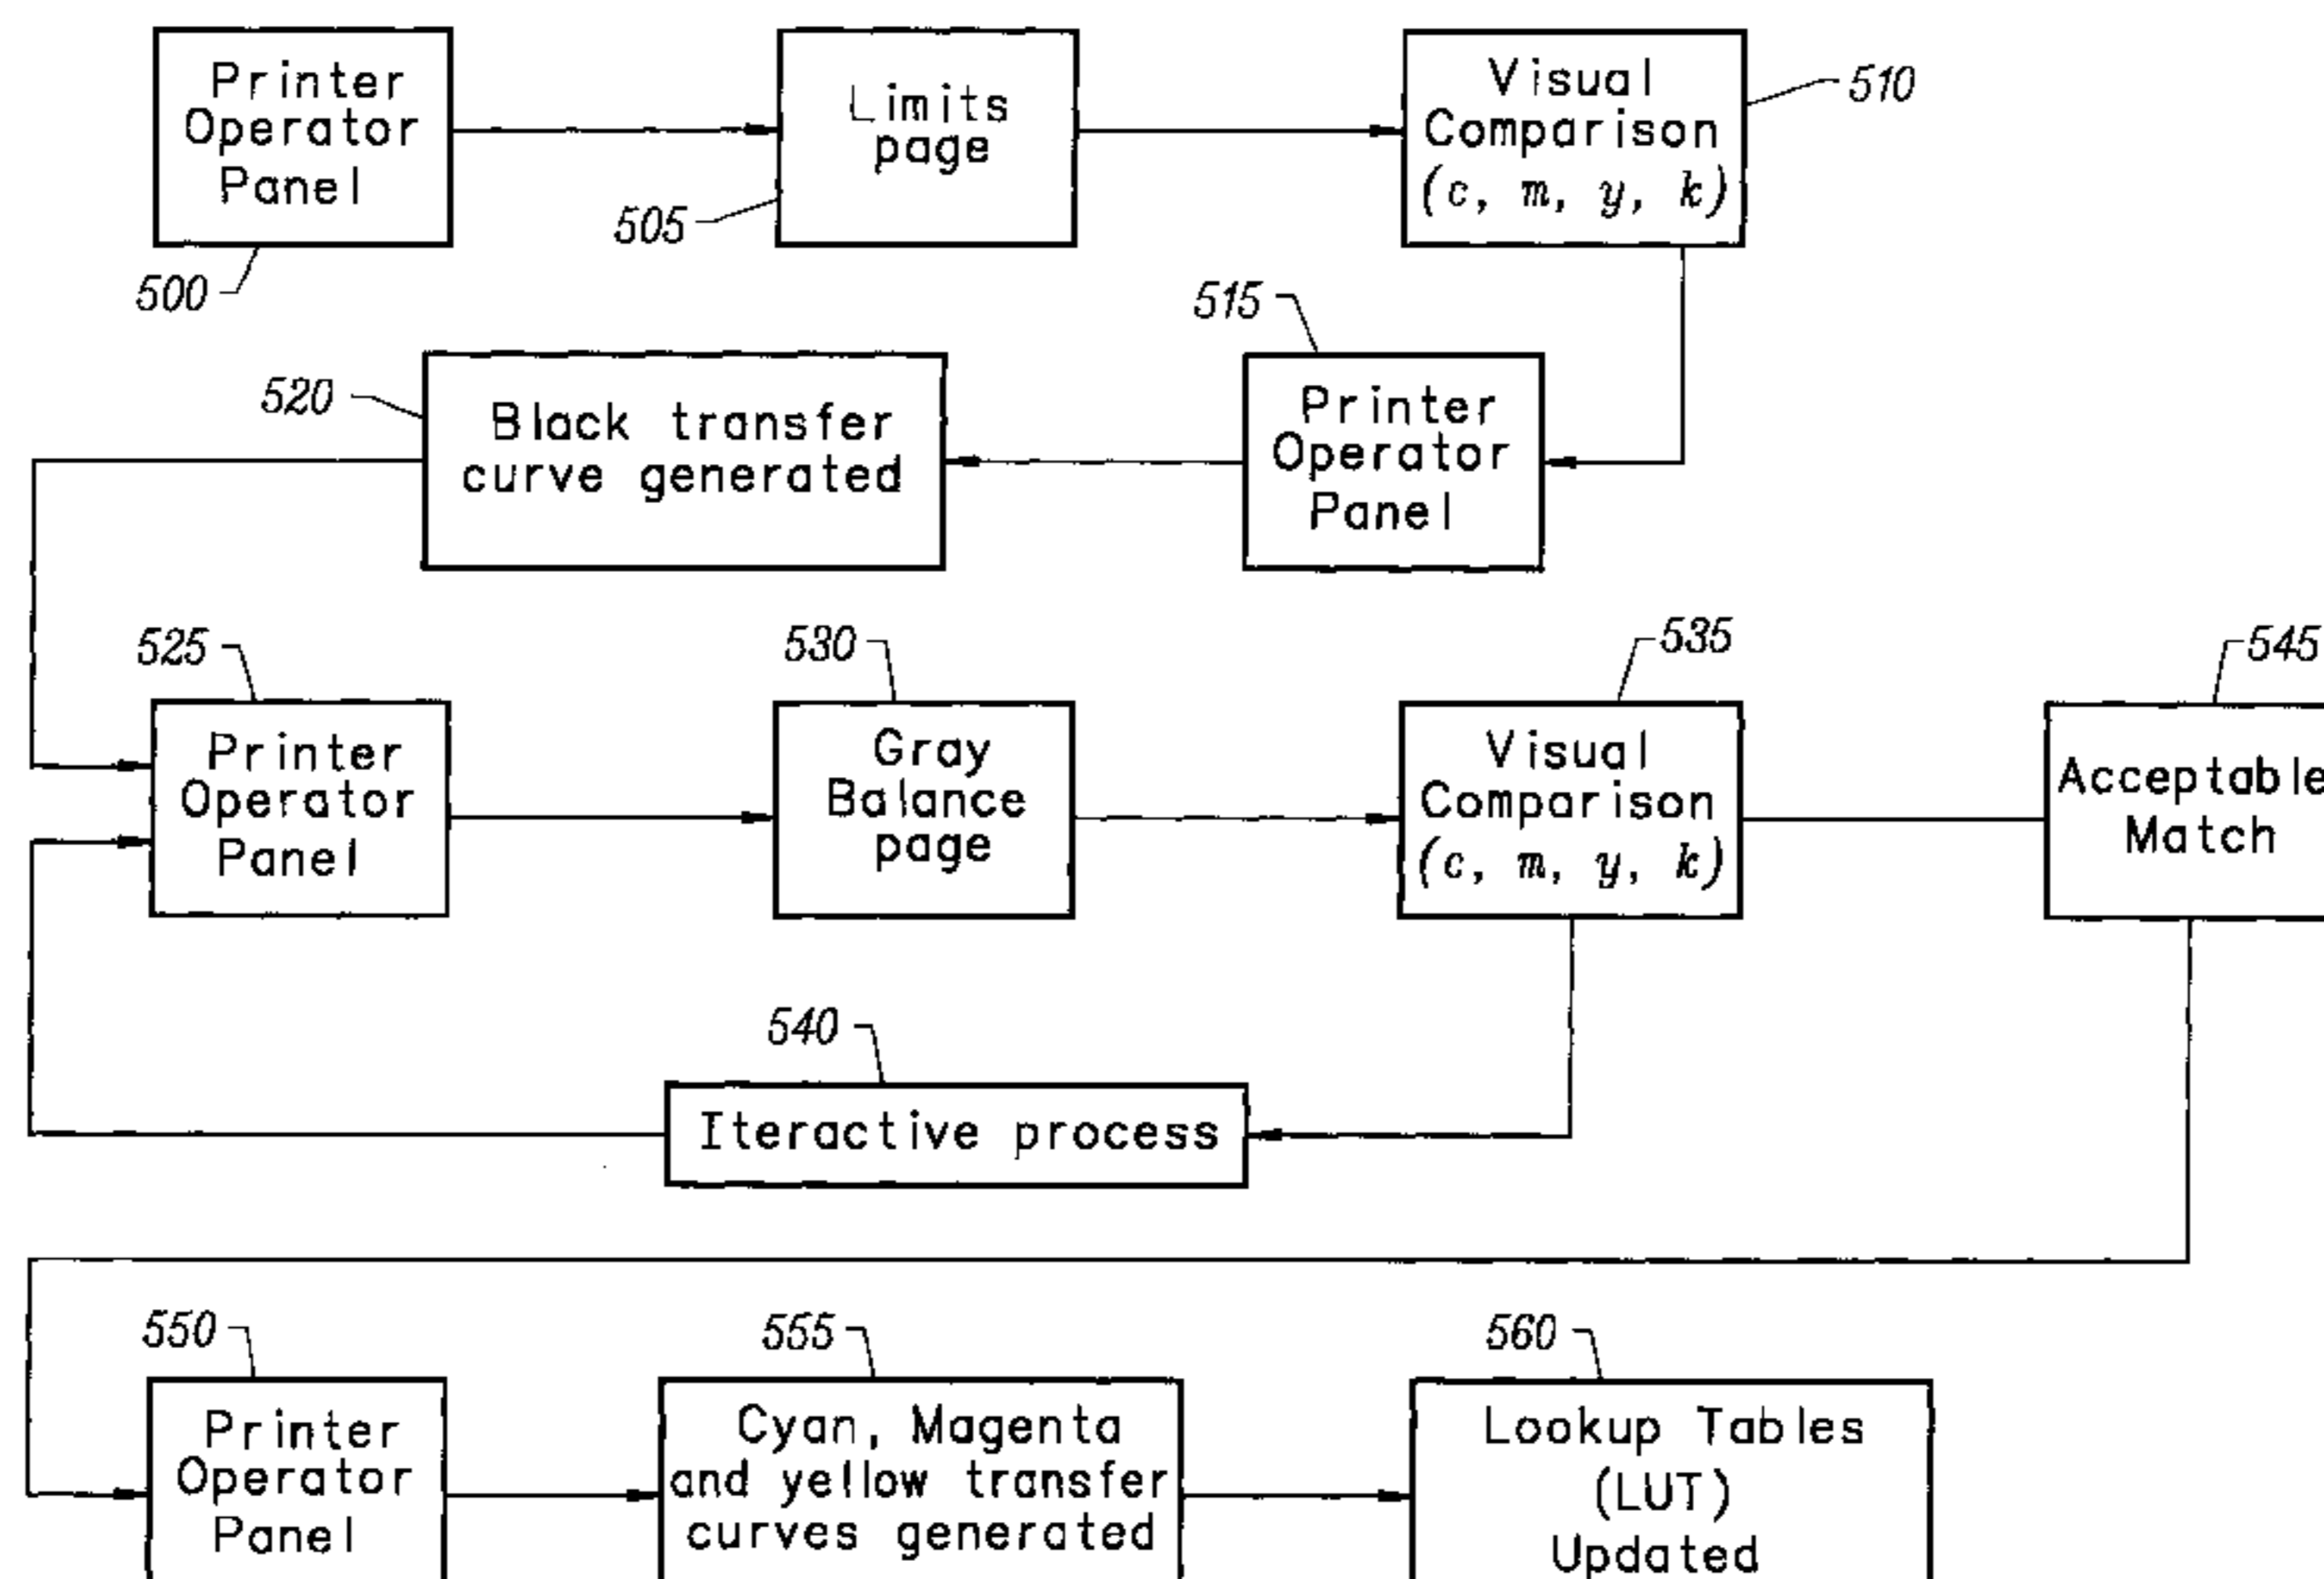 Printer
Operator
Panel
500
Limits
page
505
Visual
Comparison
(c, m, y, k)
510
515
Printer
Operator
Panel
520
Black transfer
curve generated
525
Printer
Operator
Panel
530
Gray
Balance
page
535
Visual
Comparison
(c, m, y, k)
545
Acceptable
Match
540
Iteractive process
550
Printer
Operator
Panel
555
Cyan, Magenta
and yellow transfer
curves generated
560
Lookup Tables
(LUT)
Updated